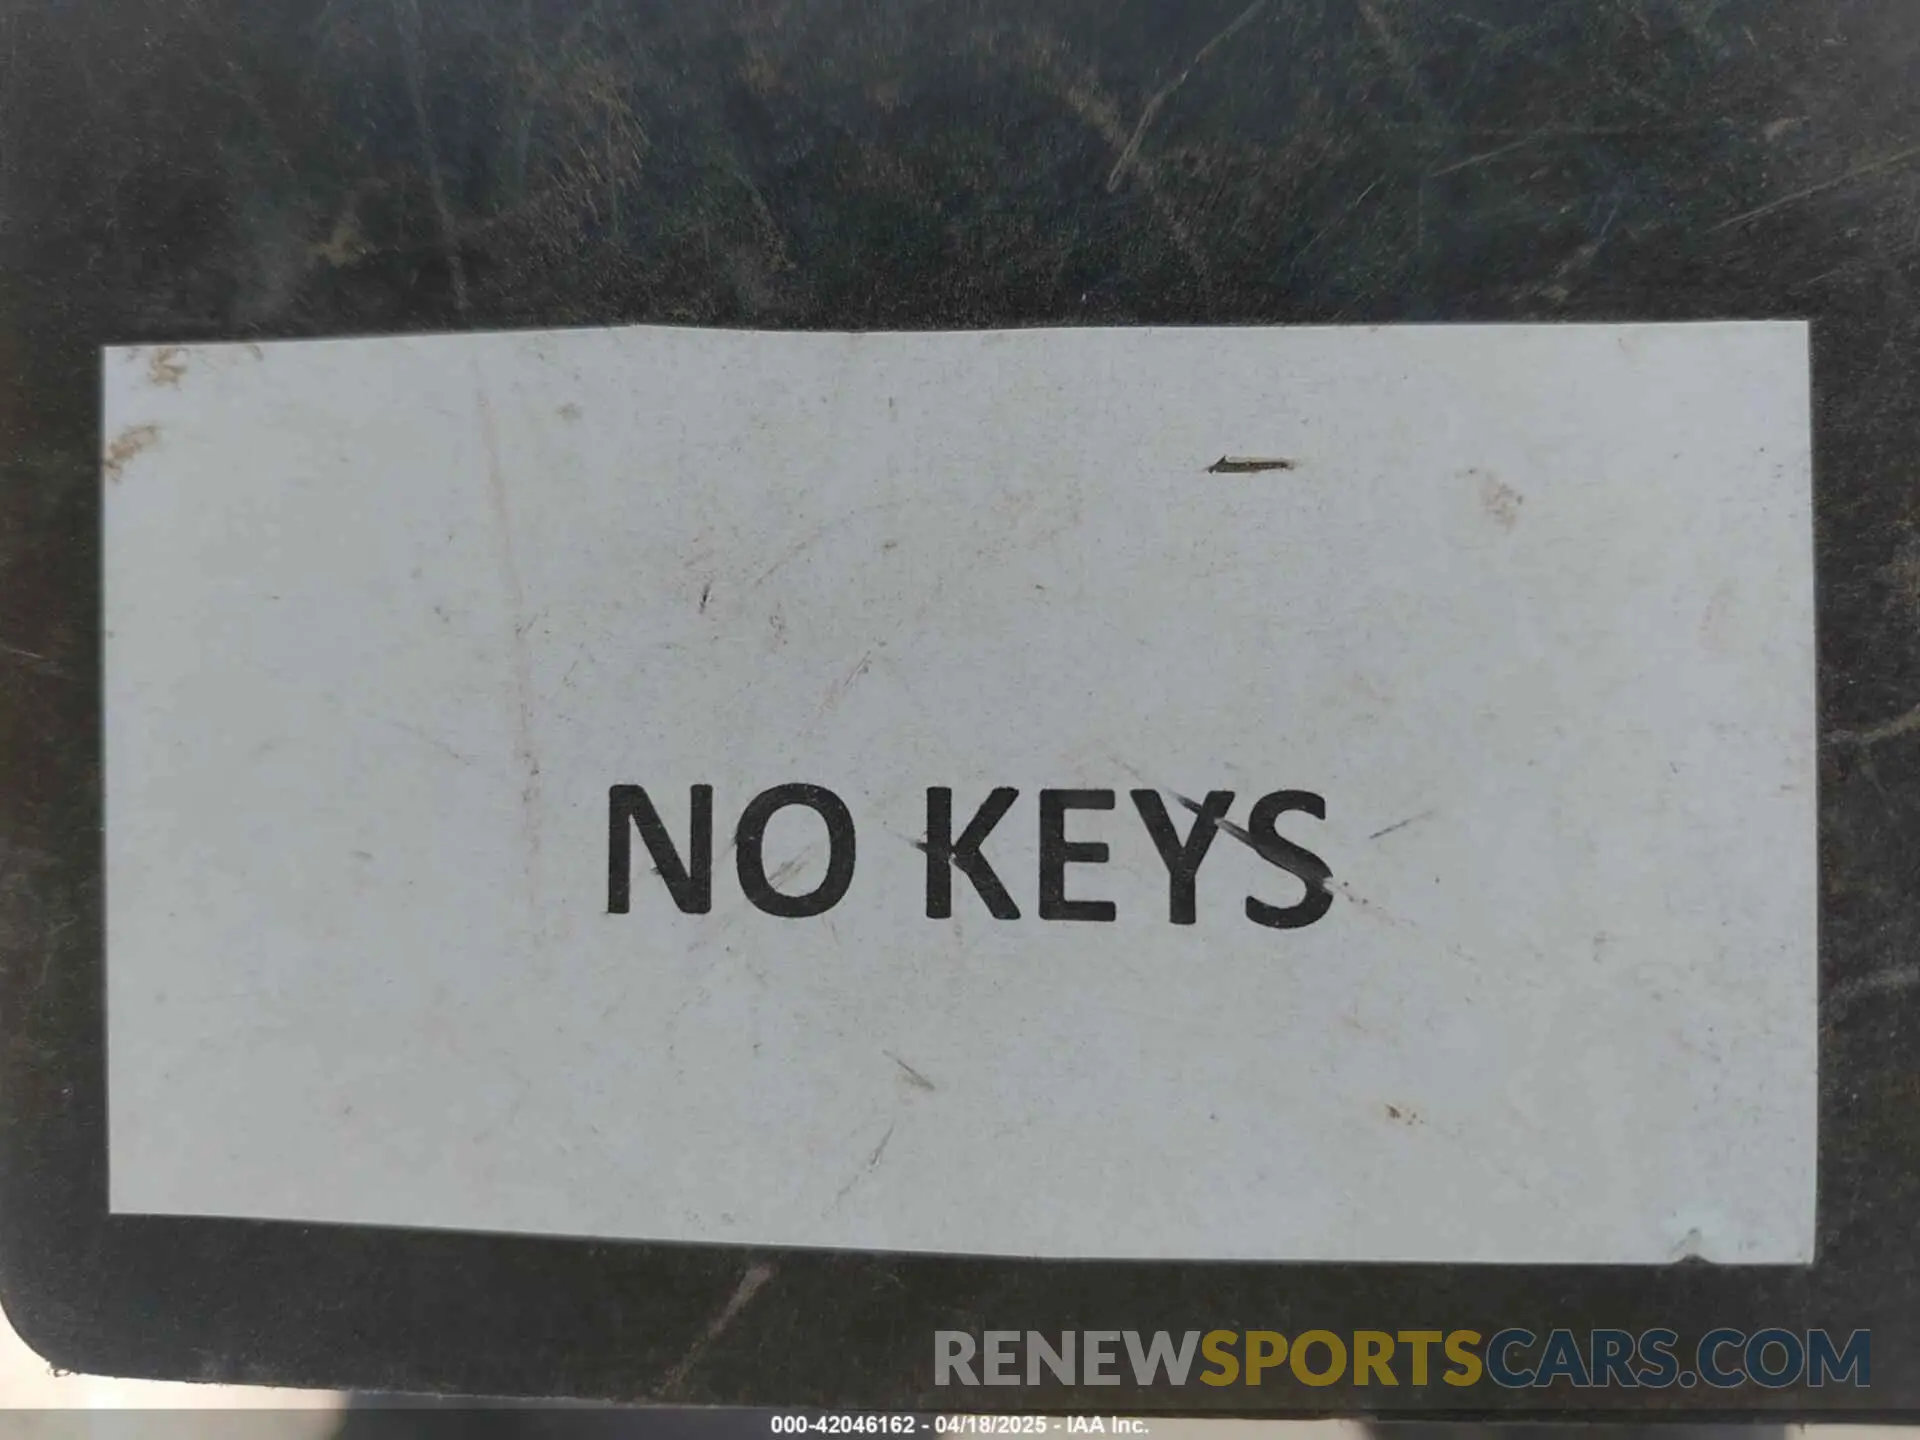 NO KEYS
RENEWSPORTSCARS.COM
000-42046162 - 04/18/2025 - IAA Inc.